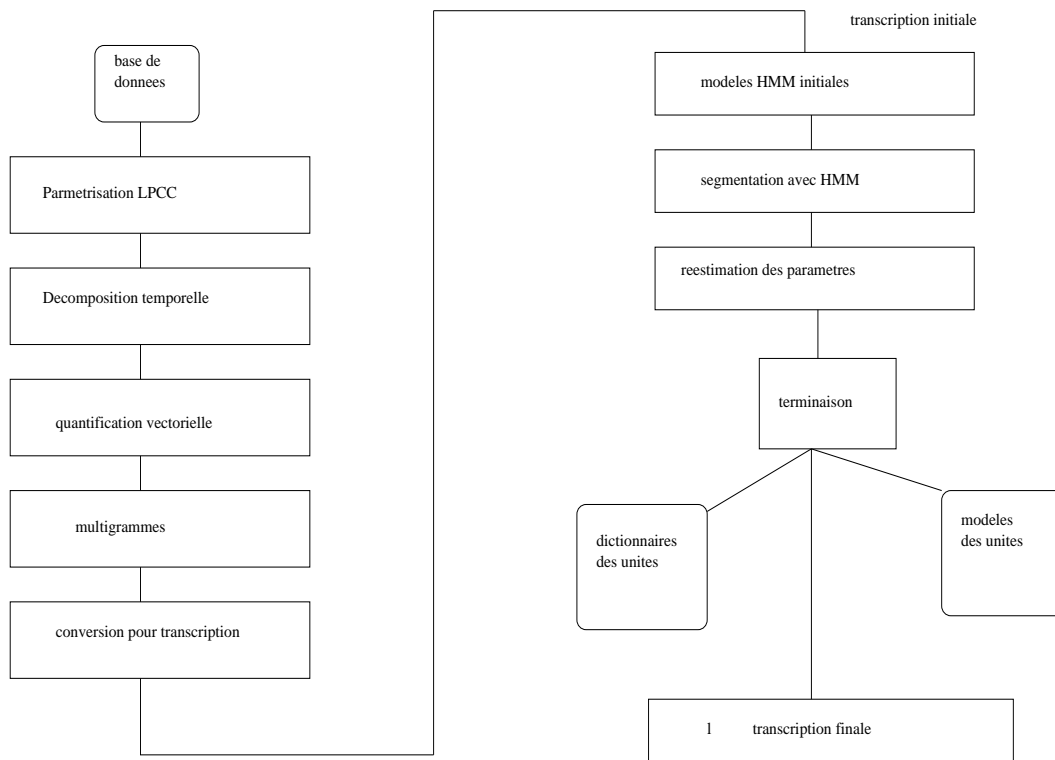 base de
donnees
Parmetrisation LPCC
Decomposition temporelle
quantification vectorielle
multigrammes
conversion pour transcription
transcription initiale
modeles HMM initiales
segmentation avec HMM
reestimation des parametres
terminaison
dictionnaires
des unites
modeles
des unites
l transcription finale